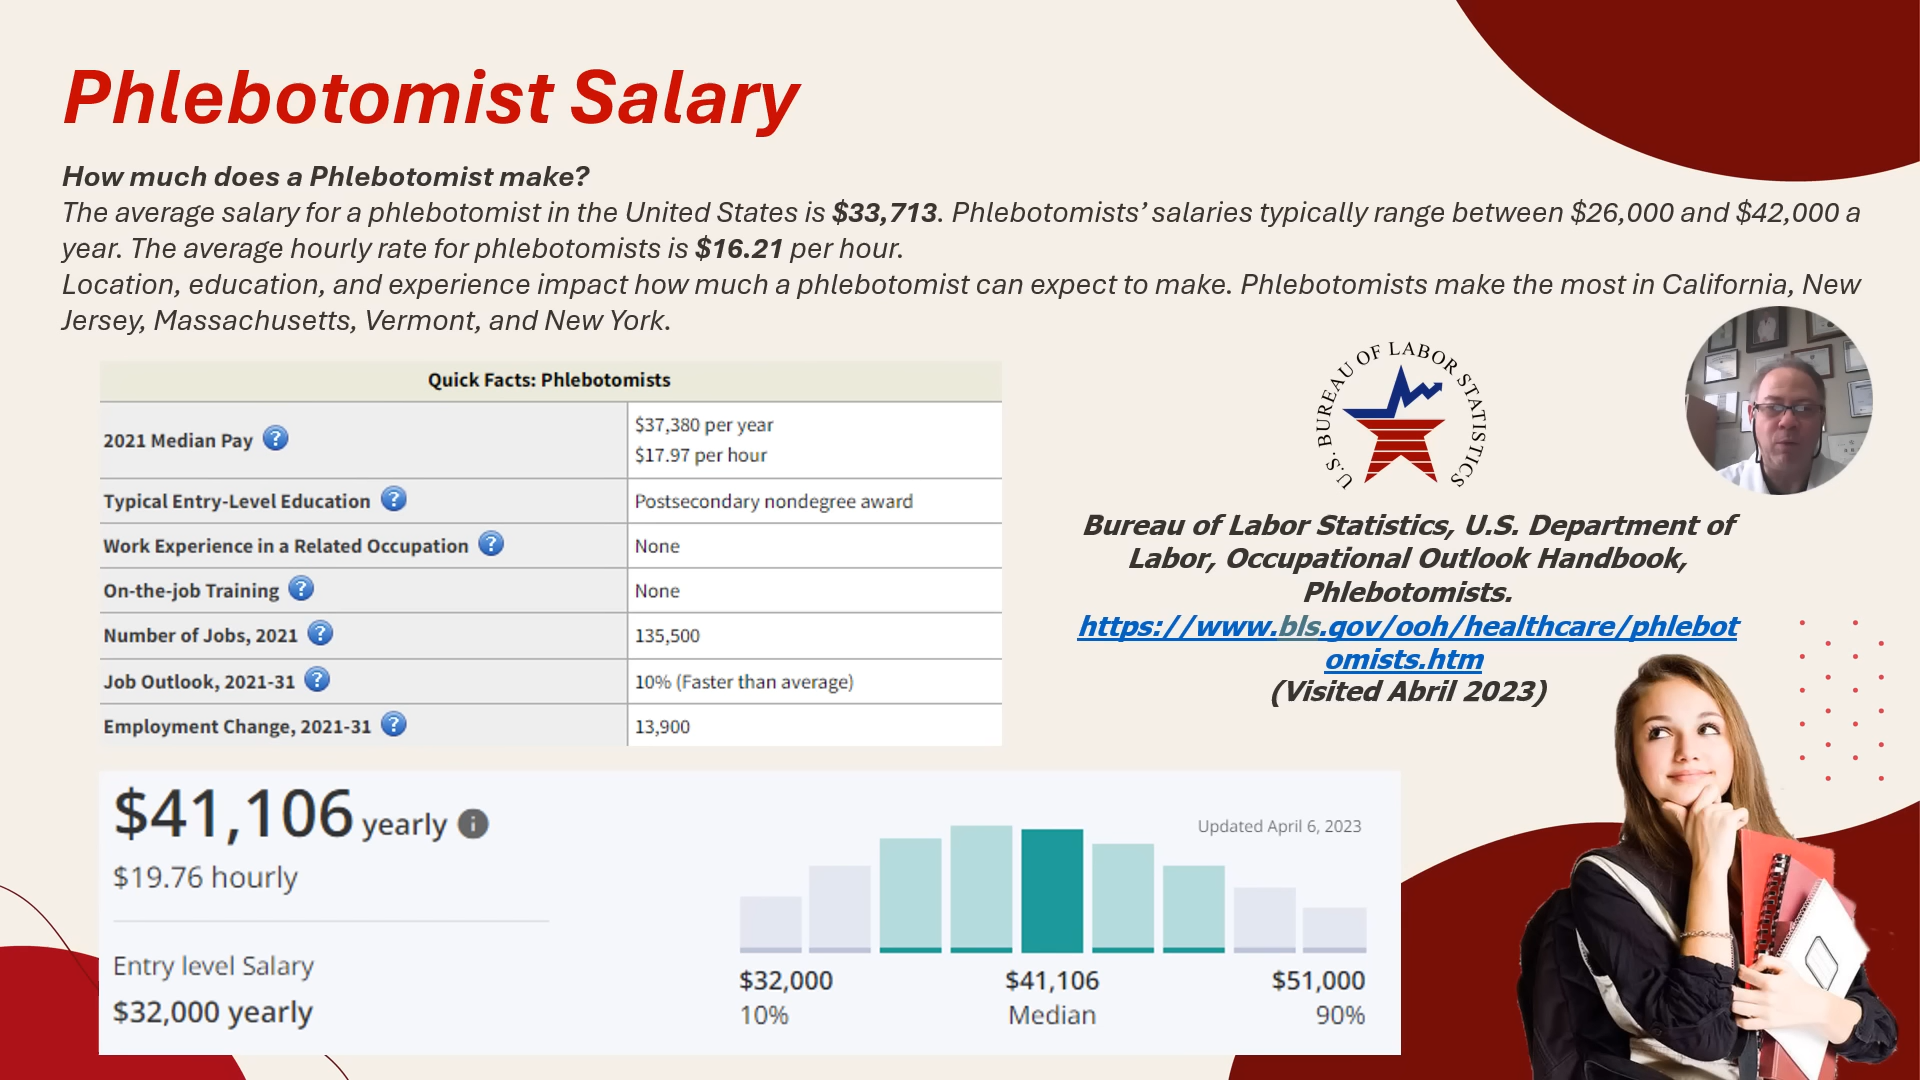 Phlebotomist Salary
How much does a Phlebotomist make?
The average salary for a phlebotomist in the United States is $33,713. Phlebotomists’ salaries typically range between $26,000 and $42,000 a
year. The average hourly rate for phlebotomists is $16.21 per hour.
Location, education, and experience impact how much a phlebotomist can expect to make. Phlebotomists make the most in California, New
Jersey, Massachusetts, Vermont, and New York.
Quick Facts: Phlebotomists
2021 Median Pay ?
$37,380 per year
$17.97 per hour
Typical Entry-Level Education ? Postsecondary nondegree award
Work Experience in a Related Occupation ? None
On-the-job Training ? None
Number of Jobs, 2021 ? 135,500
Job Outlook, 2021-31 ? 10% (Faster than average)
Employment Change, 2021-31 ? 13,900
U.S. BUREAU OF LABOR STATISTICS
Bureau of Labor Statistics, U.S. Department of
Labor, Occupational Outlook Handbook,
Phlebotomists.
https://www.bls.gov/ooh/healthcare/phlebot
omists.htm
(Visited Abril 2023)
$41,106 yearly i
$19.76 hourly
Entry level Salary
$32,000 yearly
Updated April 6, 2023
$32,000 $41,106 $51,000
10% Median 90%